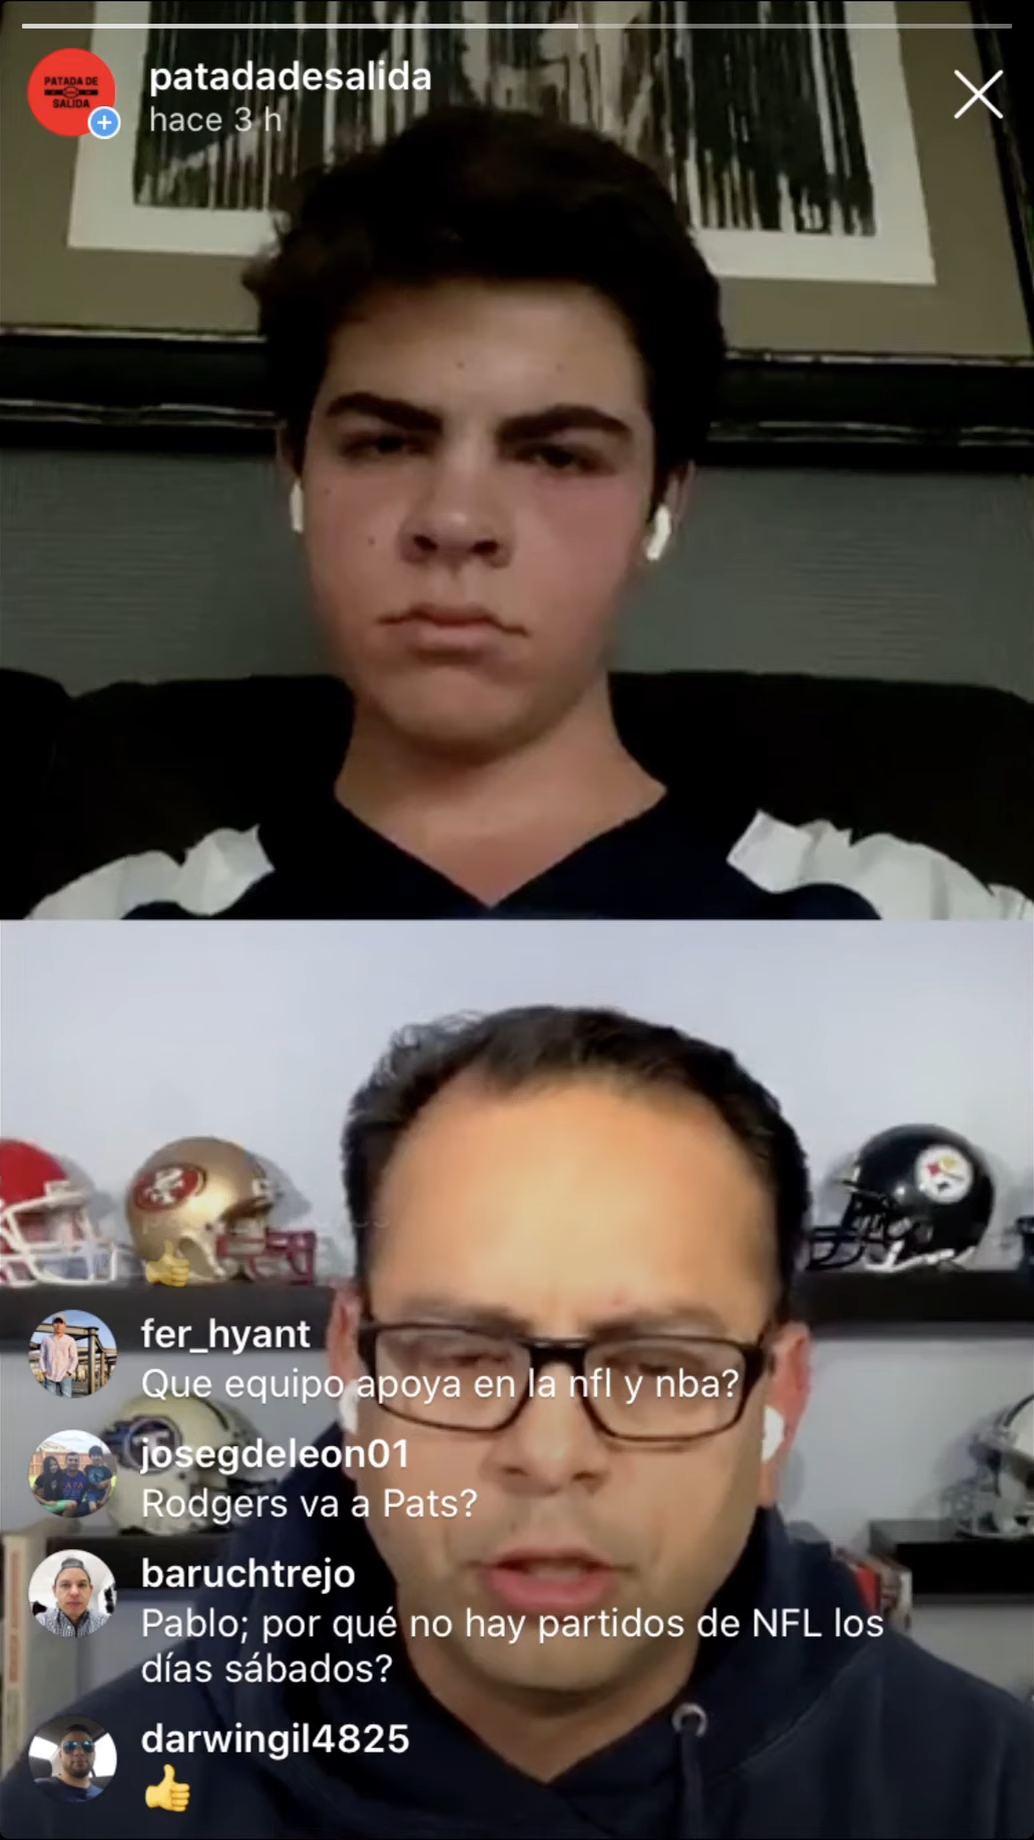 patadadesalida
hace 3 h
PATADA DE
SALIDA
fer_hyant
Que equipo apoya en la nfl y nba?
josegdeleon01
Rodgers va a Pats?
baruchtrejo
Pablo; por qué no hay partidos de NFL los
días sábados?
darwingil4825